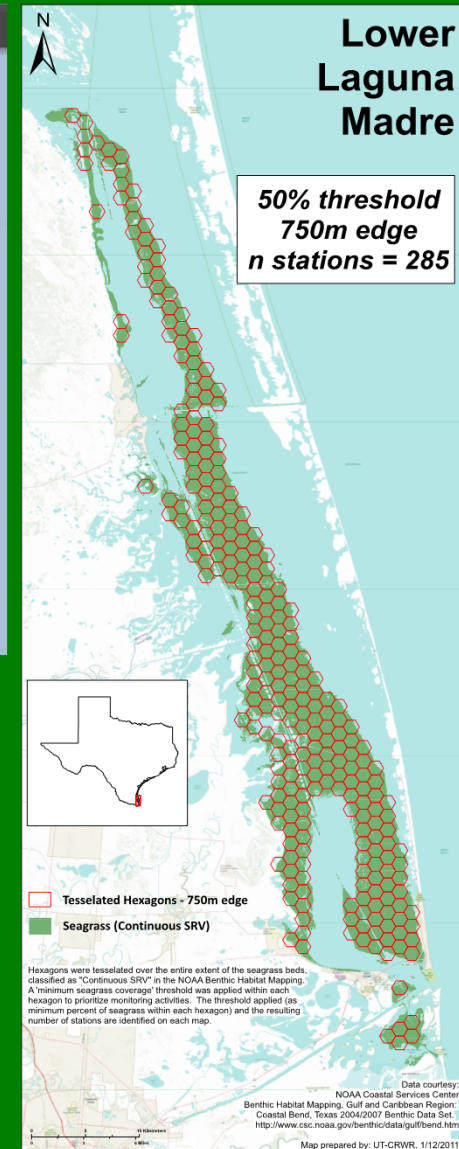 N
Lower
Laguna
Madre
50% threshold
750m edge
n stations = 285
Tesselated Hexagons - 750m edge
Seagrass (Continuous SRV)
Hexagons were tesselated over the entire extent of the seagrass beds,
classified as "Continuous SRV" in the NOAA Benthic Habitat Mapping.
A 'minimum seagrass coverage' threshold was applied within each
hexagon to prioritize monitoring activities. The threshold applied (as
minimum percent of seagrass within each hexagon) and the resulting
number of stations are identified on each map.
Data courtesy:
NOAA Coastal Services Center
Benthic Habitat Mapping, Gulf and Caribbean Region:
Coastal Bend, Texas 2004/2007 Benthic Data Set.
http://www.csc.noaa.gov/benthic/data/gulf/bend.htm
Map prepared by: UT-CRWR, 1/12/2011